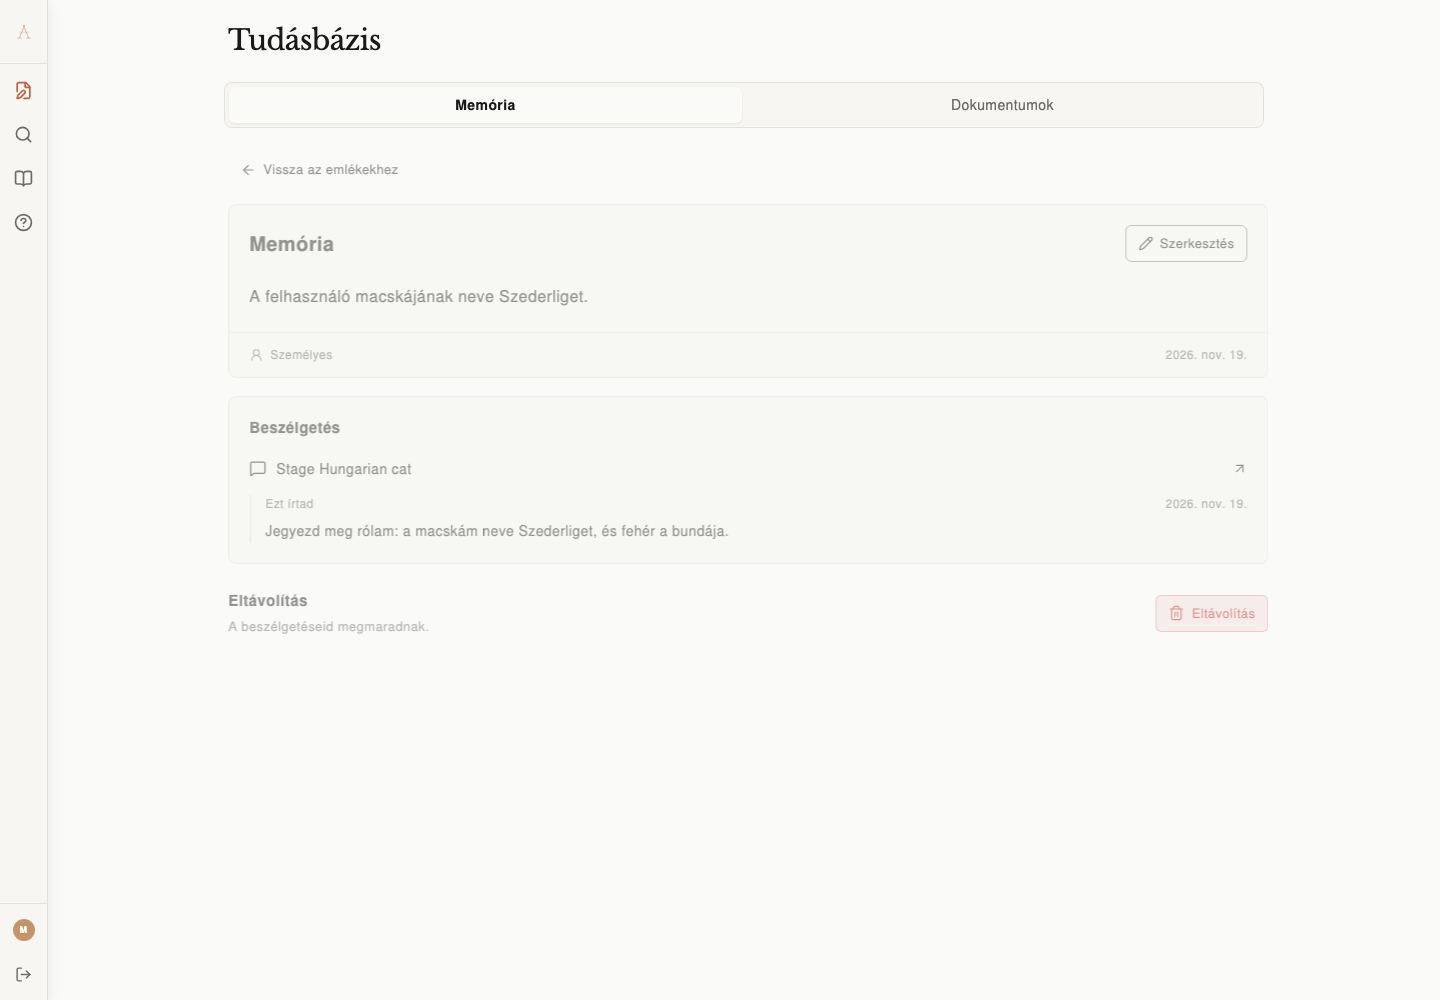 A
Tudásbázis
Memória
Dokumentumok
Vissza az emlékekhez
Memória
Szerkesztés
A felhasználó macskájának neve Szederliget.
Személyes
2026. nov. 19.
Beszélgetés
Stage Hungarian cat
Ezt írtad
2026. nov. 19.
Jegyezd meg rólam: a macskám neve Szederliget, és fehér a bundája.
Eltávolítás
A beszélgetéseid megmaradnak.
Eltávolítás
M